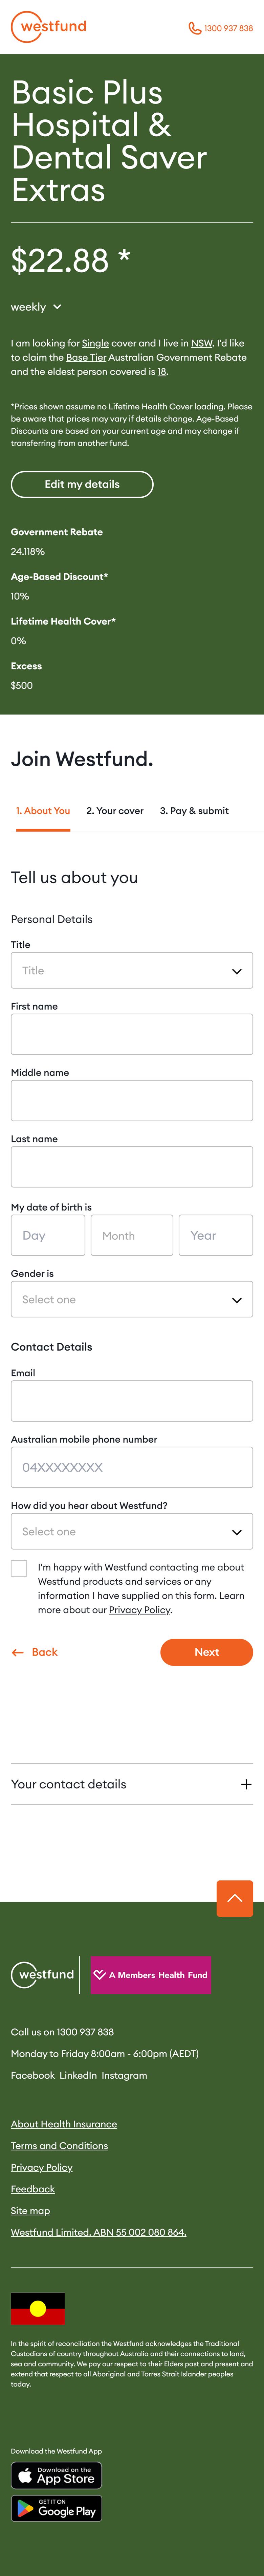 westfund
1300 937 838
Basic Plus
Hospital &
Dental Saver
Extras
$22.88 *
weekly
I am looking for Single cover and I live in NSW. I'd like
to claim the Base Tier Australian Government Rebate
and the eldest person covered is 18.
*Prices shown assume no Lifetime Health Cover loading. Please
be aware that prices may vary if details change. Age-Based
Discounts are based on your current age and may change if
transferring from another fund.
Edit my details
Government Rebate
24.118%
Age-Based Discount*
10%
Lifetime Health Cover*
0%
Excess
$500
Join Westfund.
1. About You 2. Your cover 3. Pay & submit
Tell us about you
Personal Details
Title
Title
First name
Middle name
Last name
My date of birth is
Day Month Year
Gender is
Select one
Contact Details
Email
Australian mobile phone number
04XXXXXXXX
How did you hear about Westfund?
Select one
I'm happy with Westfund contacting me about
Westfund products and services or any
information I have supplied on this form. Learn
more about our Privacy Policy.
Back Next
Your contact details
westfund A Members Health Fund
Call us on 1300 937 838
Monday to Friday 8:00am - 6:00pm (AEDT)
Facebook LinkedIn Instagram
About Health Insurance
Terms and Conditions
Privacy Policy
Feedback
Site map
Westfund Limited. ABN 55 002 080 864.
In the spirit of reconciliation the Westfund acknowledges the Traditional
Custodians of country throughout Australia and their connections to land,
sea and community. We pay our respect to their Elders past and present and
extend that respect to all Aboriginal and Torres Strait Islander peoples
today.
Download the Westfund App
Download on the
App Store
GET IT ON
Google Play